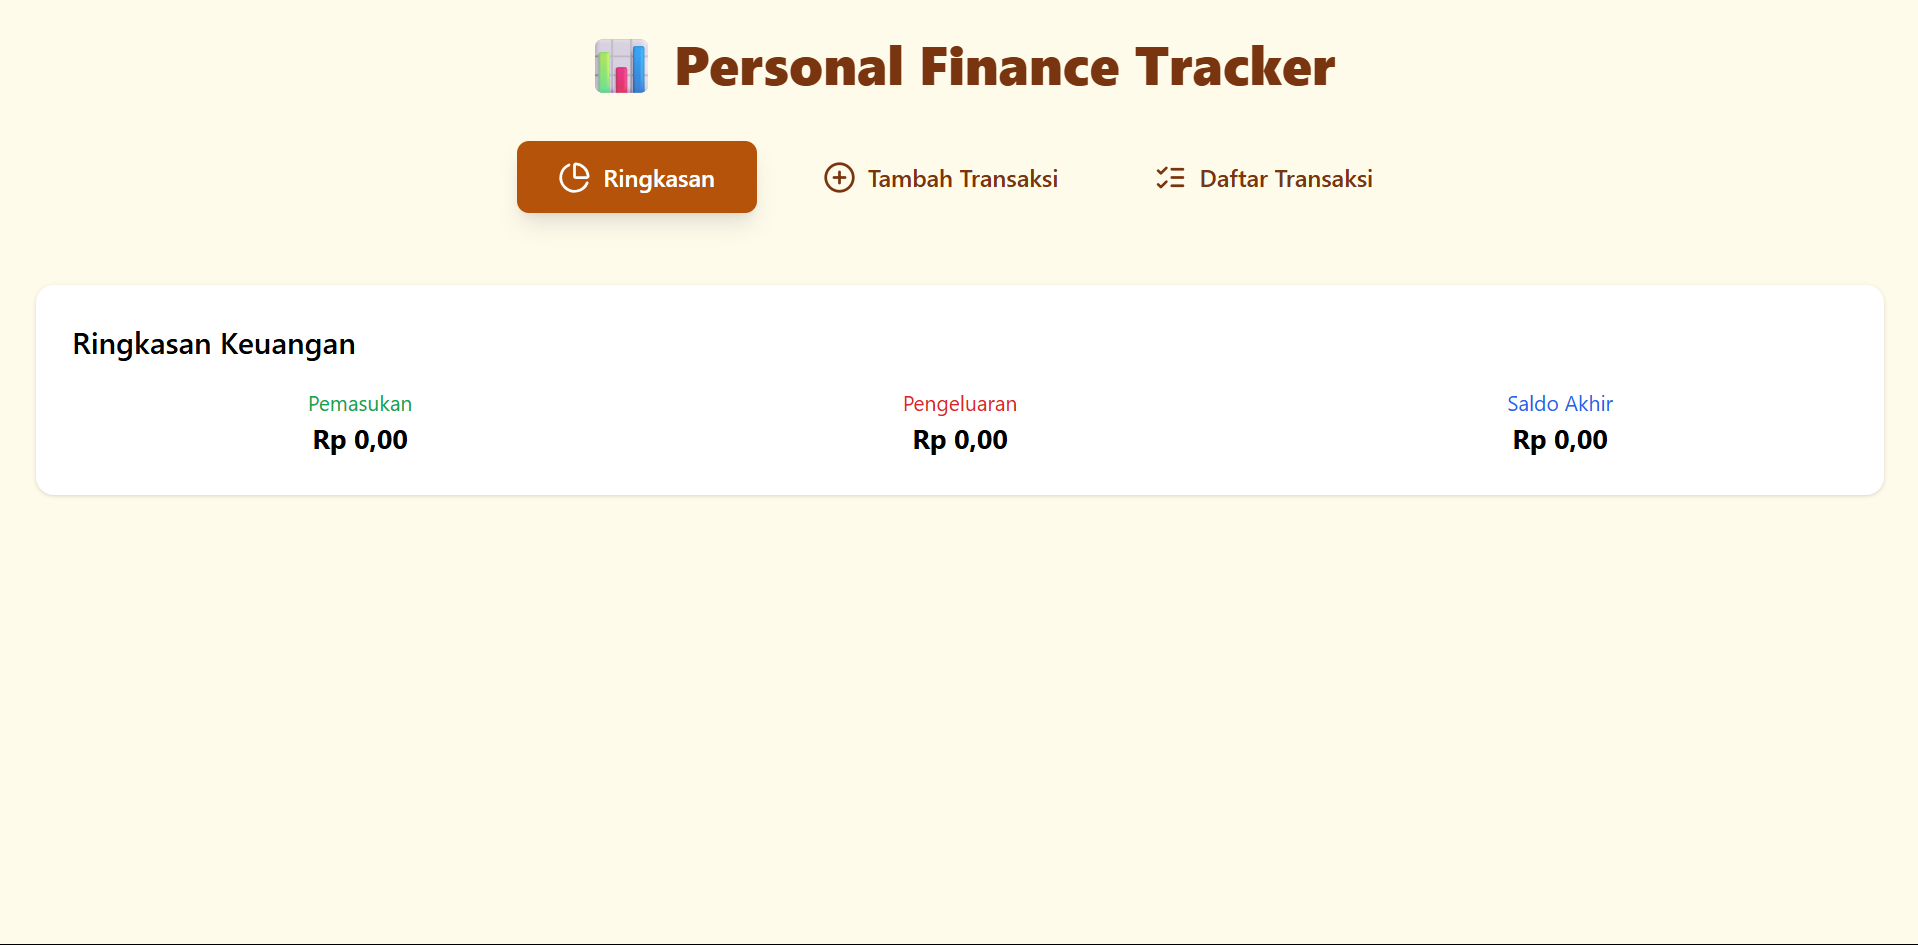 Personal Finance Tracker
Ringkasan
Tambah Transaksi
Daftar Transaksi
Ringkasan Keuangan
Pemasukan
Rp 0,00
Pengeluaran
Rp 0,00
Saldo Akhir
Rp 0,00